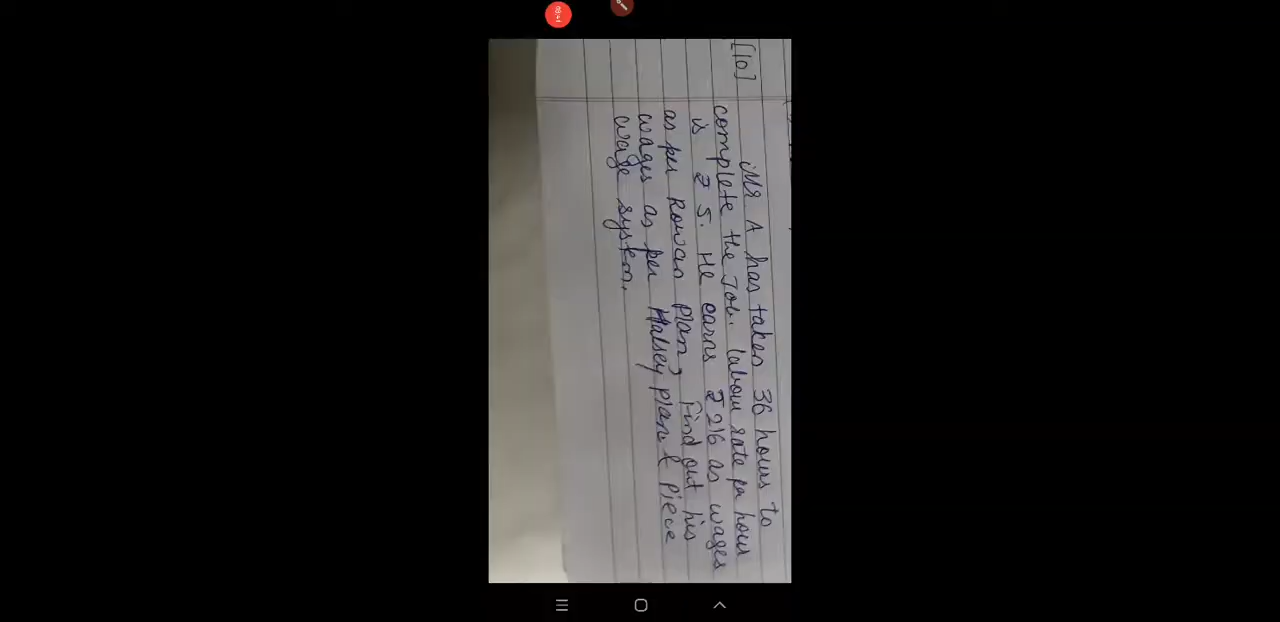 [10] Mr A has taken 36 hours to
complete the Job. labour rate per hour
is ₹ 5. He earns ₹ 216 as wages
as per Rowan plan, Find out his
wages as per Halsey plan & Piece
wage system.